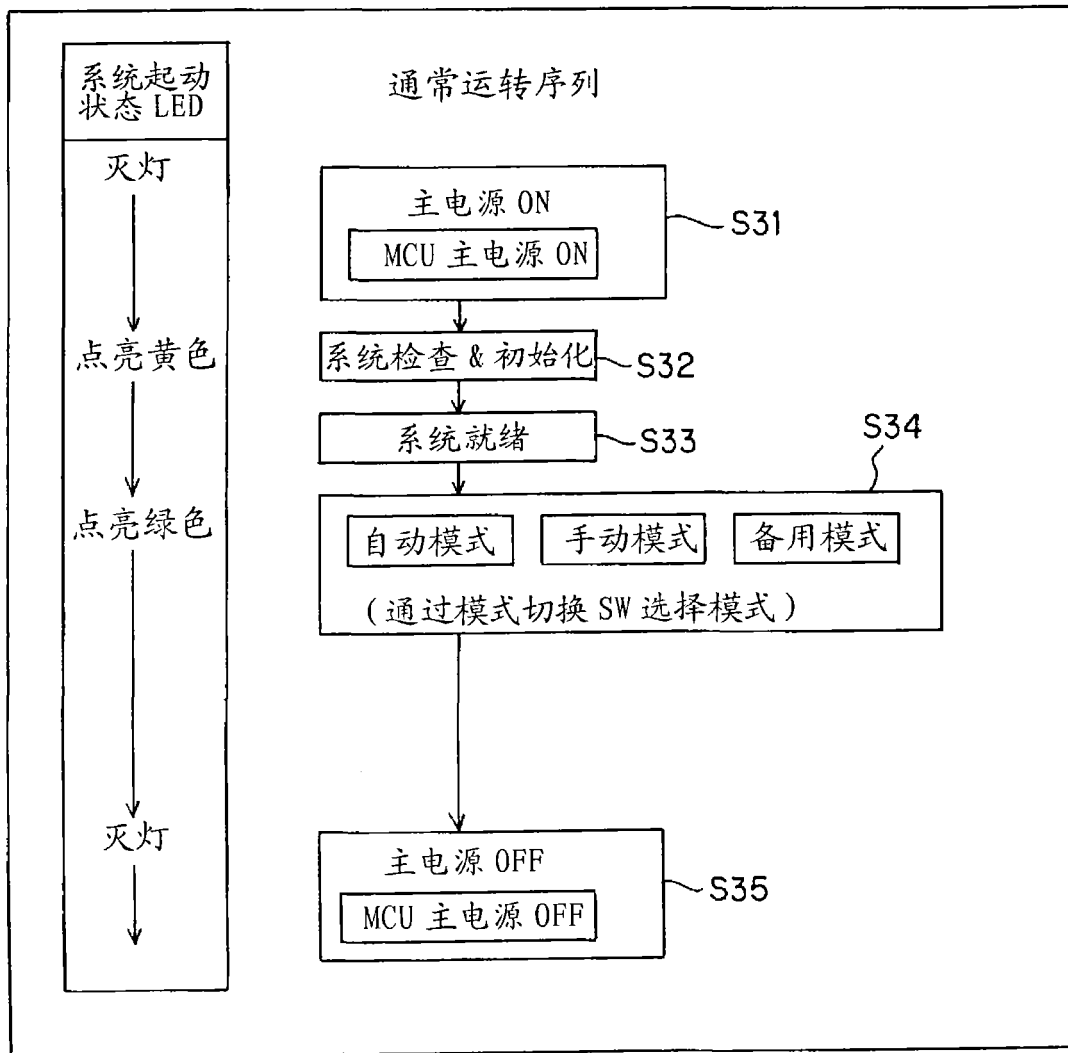 系统起动
状态 LED
通常运转序列
灭灯
主电源 ON
S31
MCU 主电源 ON
点亮黄色
系统检查 & 初始化
S32
系统就绪
S33
S34
点亮绿色
自动模式
手动模式
备用模式
(通过模式切换 SW 选择模式)
灭灯
主电源 OFF
S35
MCU 主电源 OFF